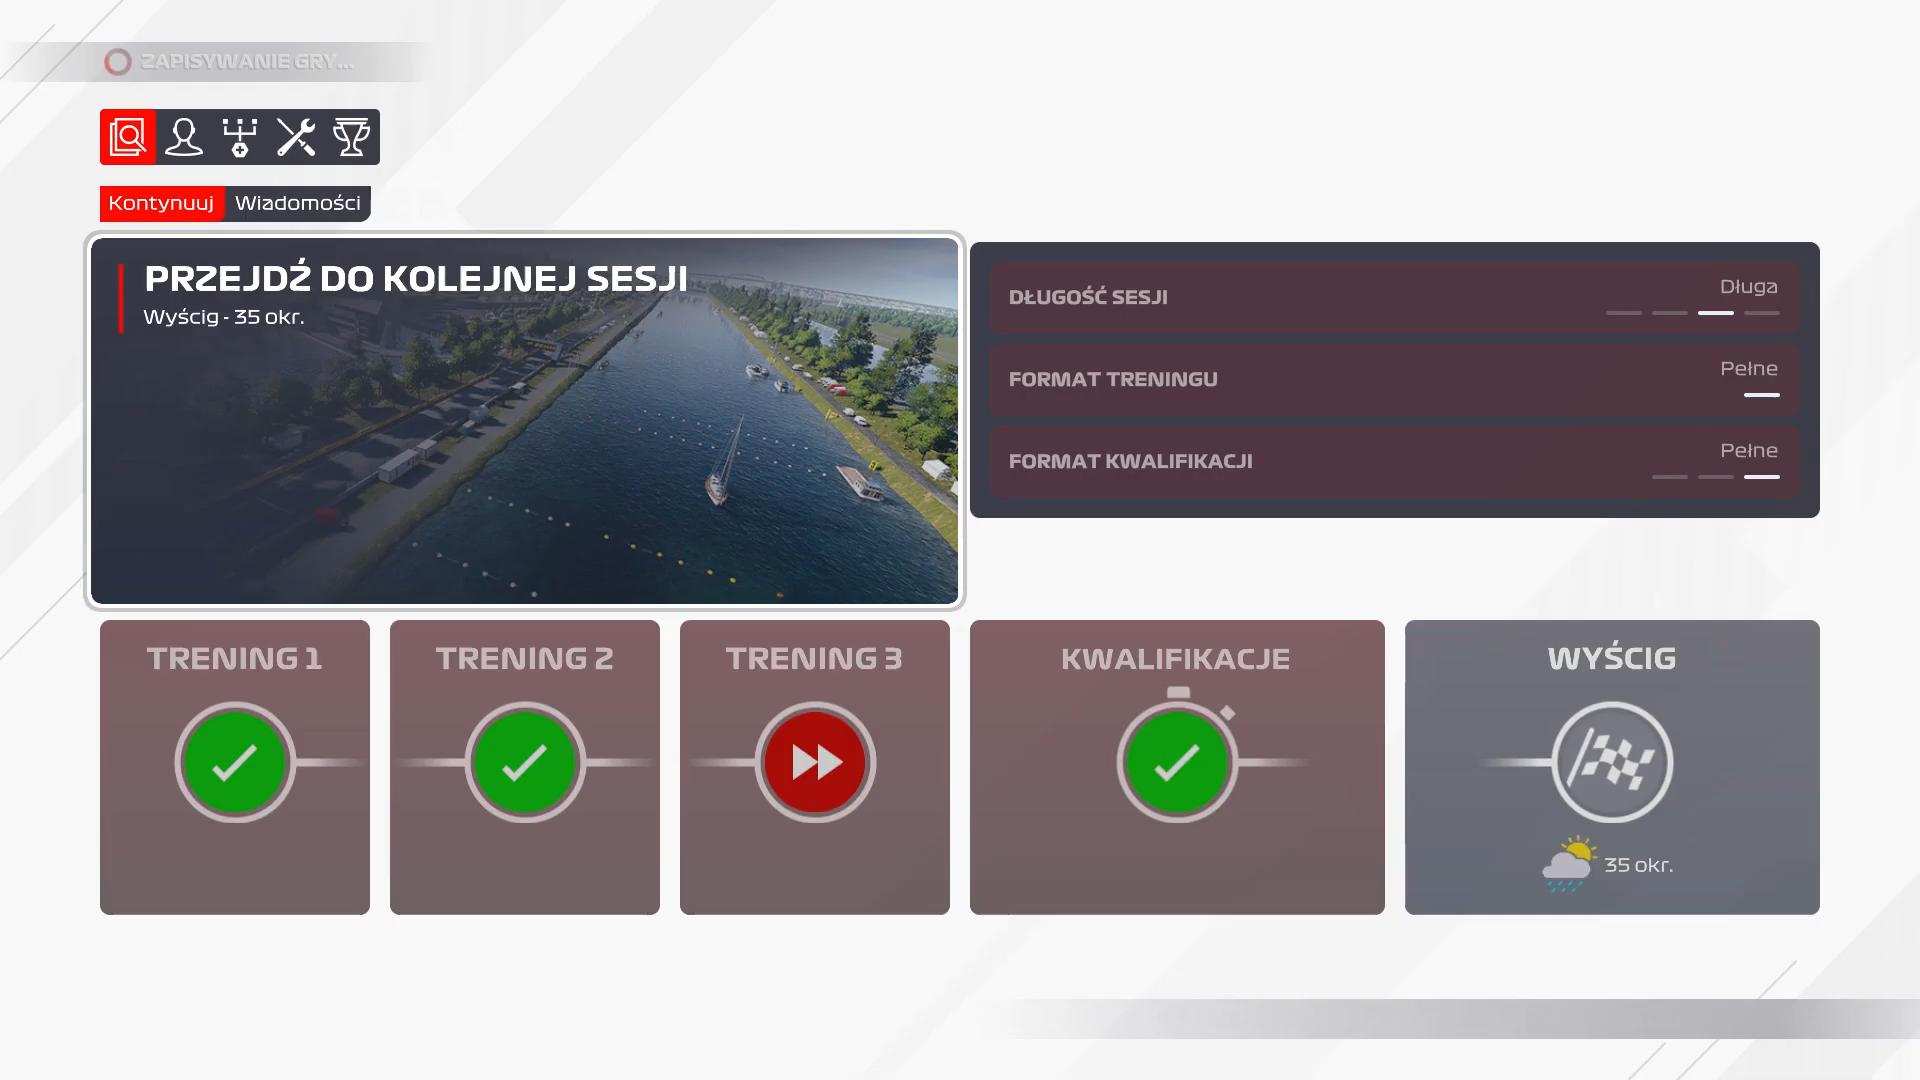 ZAPISYWANIE GRY...
Kontynuuj
Wiadomości
PRZEJDŹ DO KOLEJNEJ SESJI
Wyścig - 35 okr.
DŁUGOŚĆ SESJI
Długa
FORMAT TRENINGU
Pełne
FORMAT KWALIFIKACJI
Pełne
TRENING 1
TRENING 2
TRENING 3
KWALIFIKACJE
WYŚCIG
35 okr.